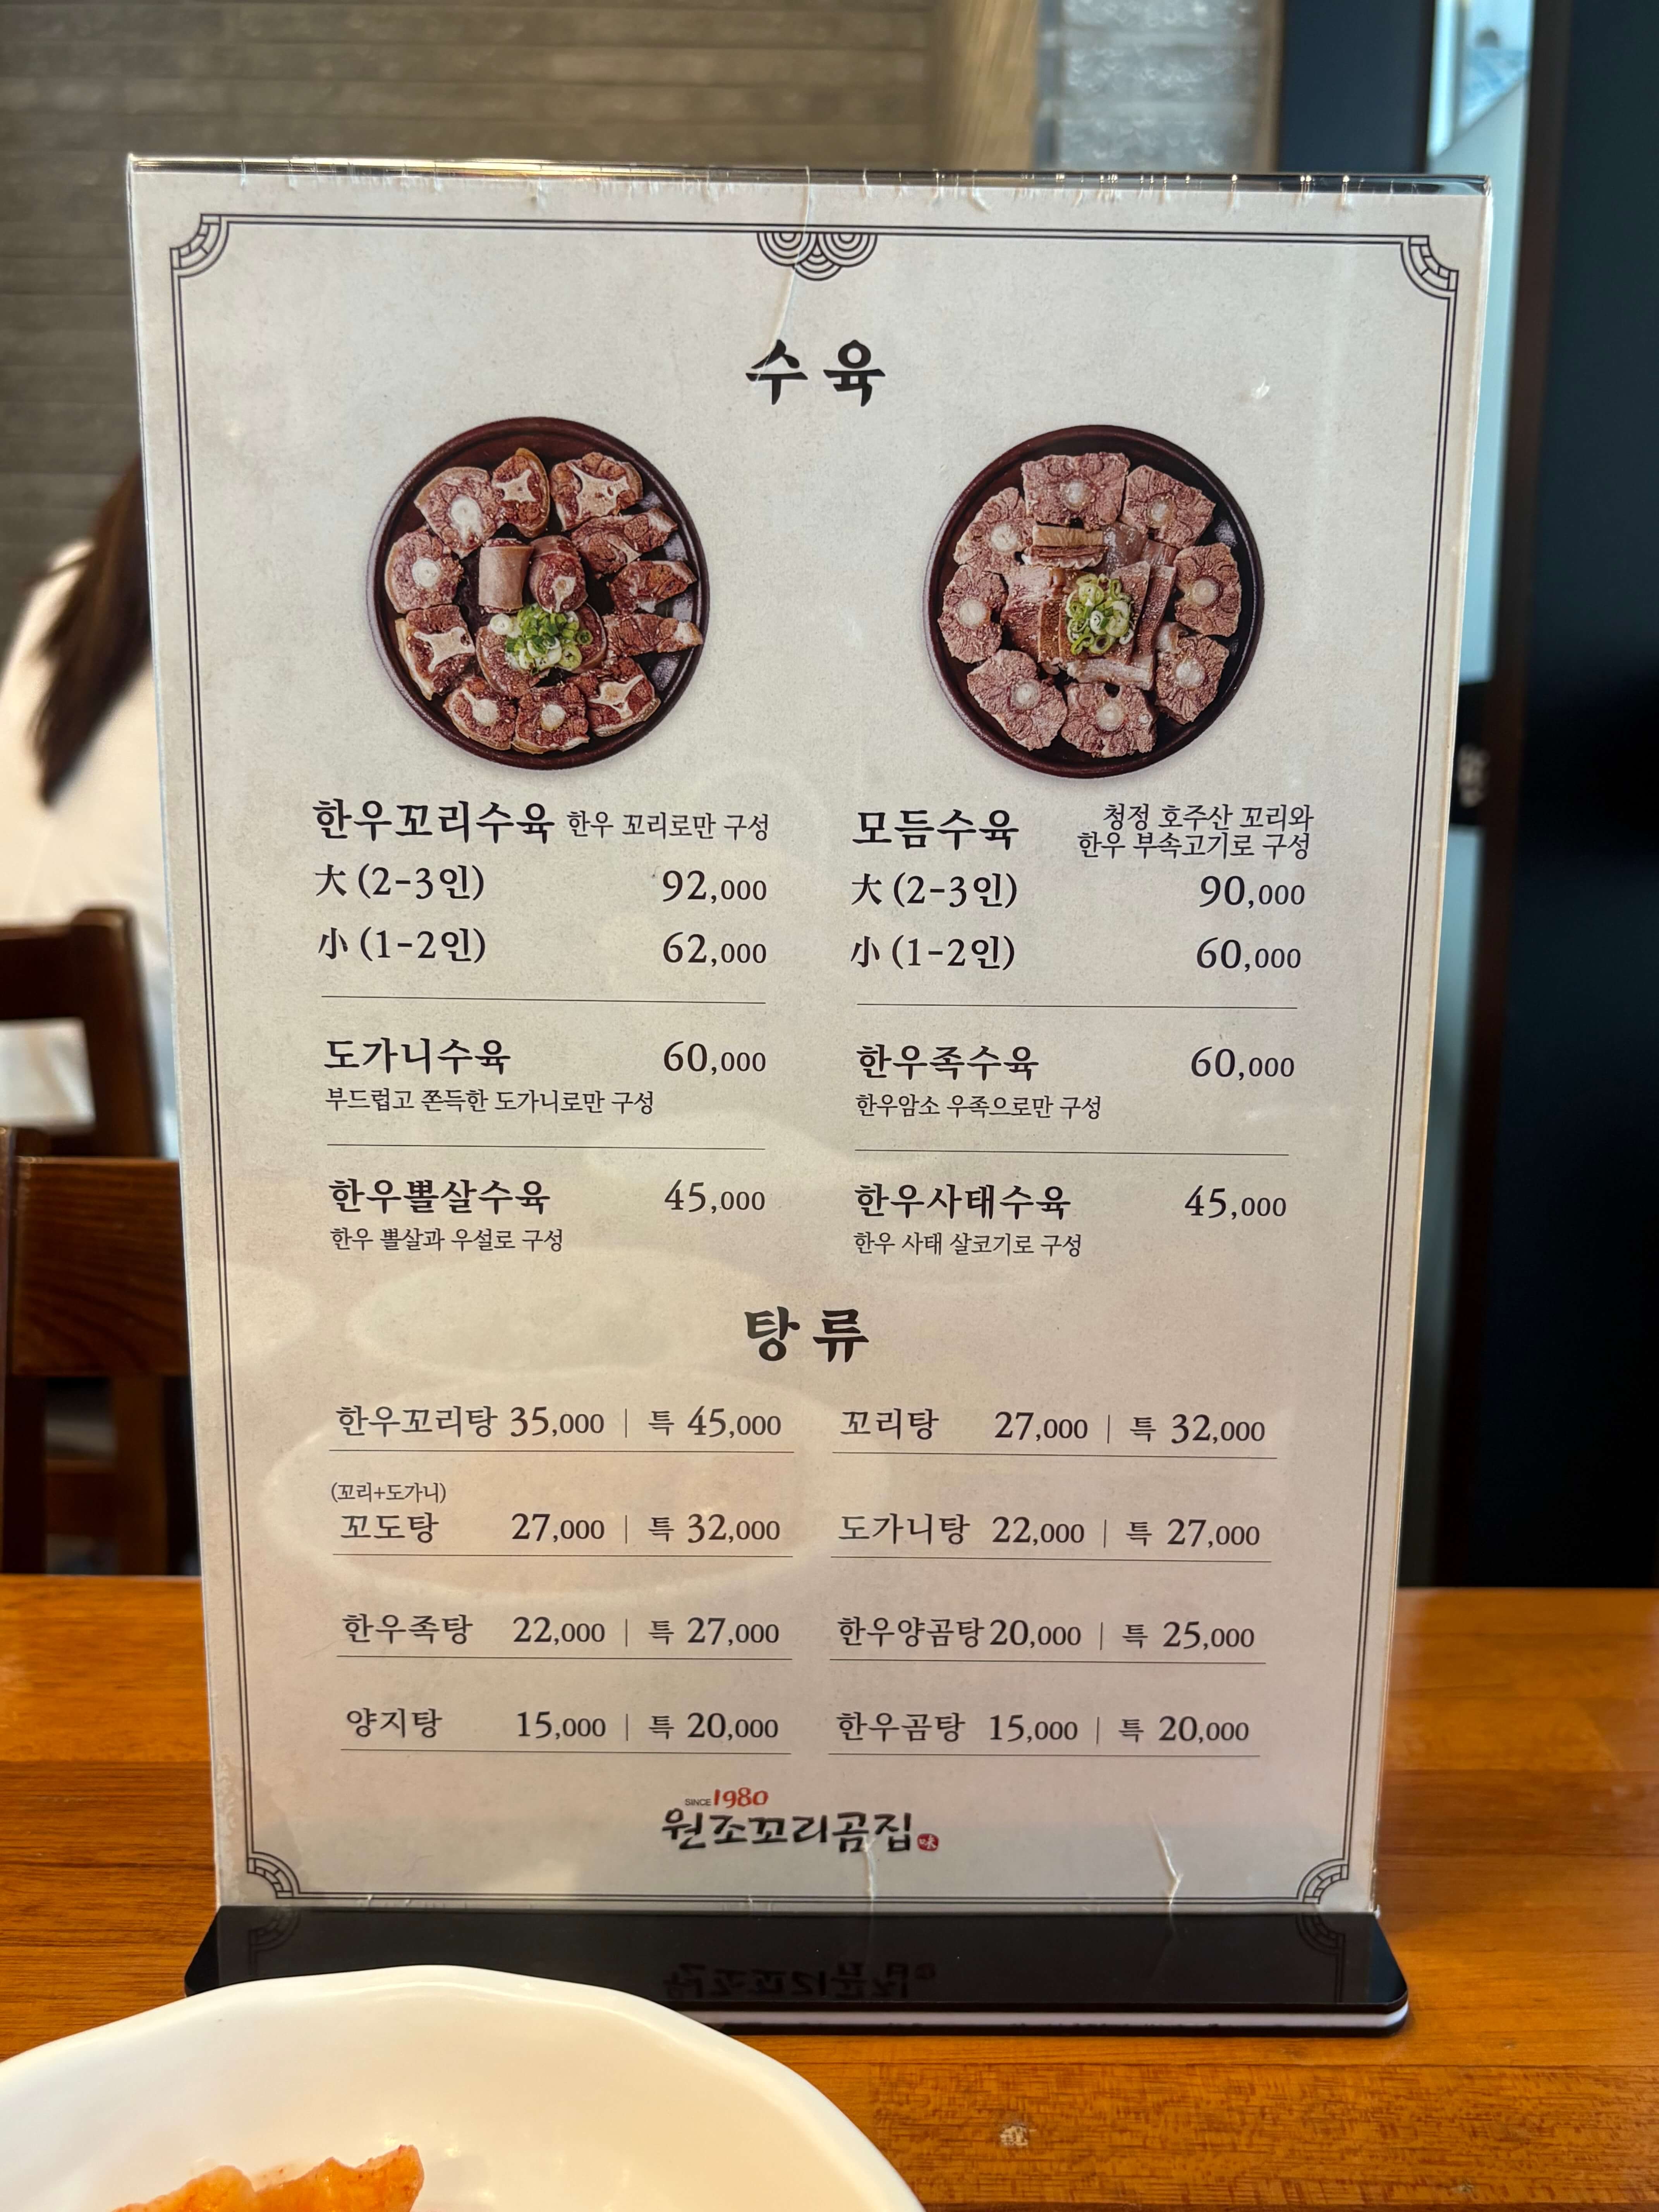 수육
한우꼬리수육 한우 꼬리로만 구성
大 (2-3인) 92,000
小 (1-2인) 62,000
모듬수육 청정 호주산 꼬리와
한우 부속고기로 구성
大 (2-3인) 90,000
小 (1-2인) 60,000
도가니수육 60,000
부드럽고 쫀득한 도가니로만 구성
한우족수육 60,000
한우암소 우족으로만 구성
한우뽈살수육 45,000
한우 뽈살과 우설로 구성
한우사태수육 45,000
한우 사태 살코기로 구성
탕류
한우꼬리탕 35,000 | 특 45,000
꼬리탕 27,000 | 특 32,000
(꼬리+도가니)
꼬도탕 27,000 | 특 32,000
도가니탕 22,000 | 특 27,000
한우족탕 22,000 | 특 27,000
한우양곰탕 20,000 | 특 25,000
양지탕 15,000 | 특 20,000
한우곰탕 15,000 | 특 20,000
SINCE 1980
원조꼬리곰집 味